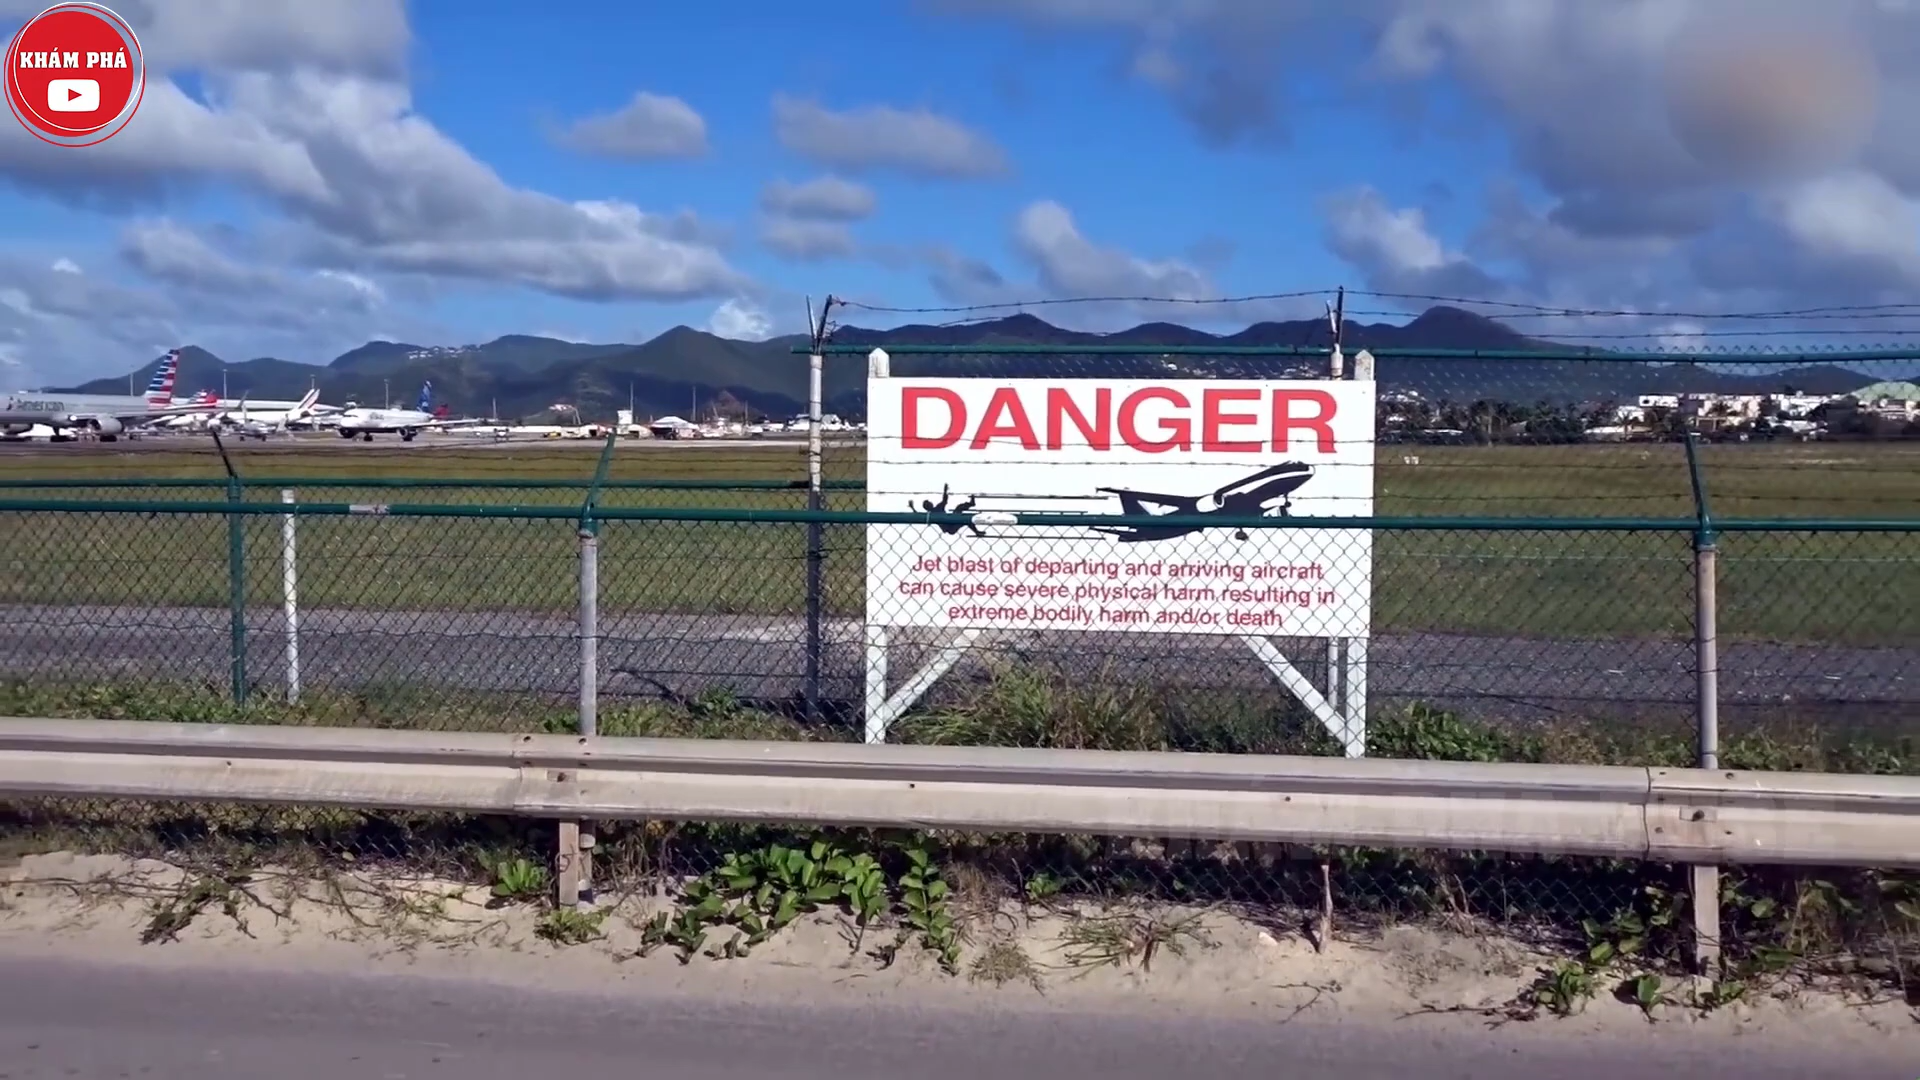 KHÁM PHÁ
DANGER
Jet blast of departing and arriving aircraft
can cause severe physical harm resulting in
extreme bodily harm and/or death